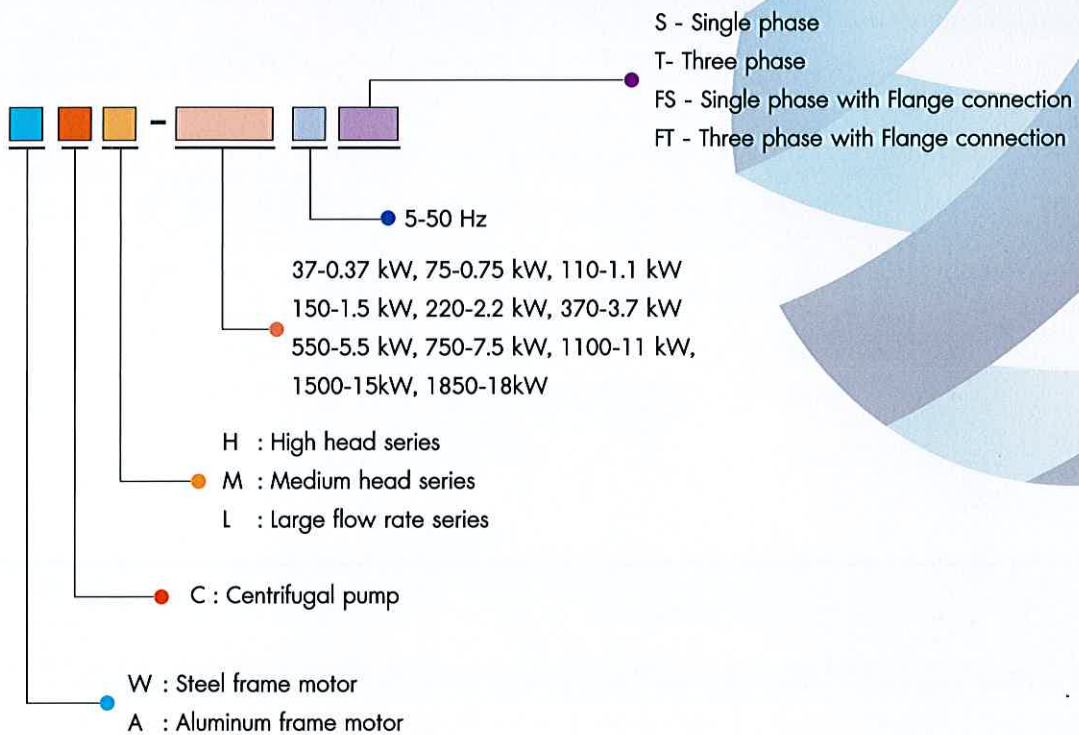 S - Single phase
T- Three phase
FS - Single phase with Flange connection
FT - Three phase with Flange connection
-
5-50 Hz
37-0.37 kW, 75-0.75 kW, 110-1.1 kW
150-1.5 kW, 220-2.2 kW, 370-3.7 kW
550-5.5 kW, 750-7.5 kW, 1100-11 kW,
1500-15kW, 1850-18kW
H : High head series
M : Medium head series
L : Large flow rate series
C : Centrifugal pump
W : Steel frame motor
A : Aluminum frame motor